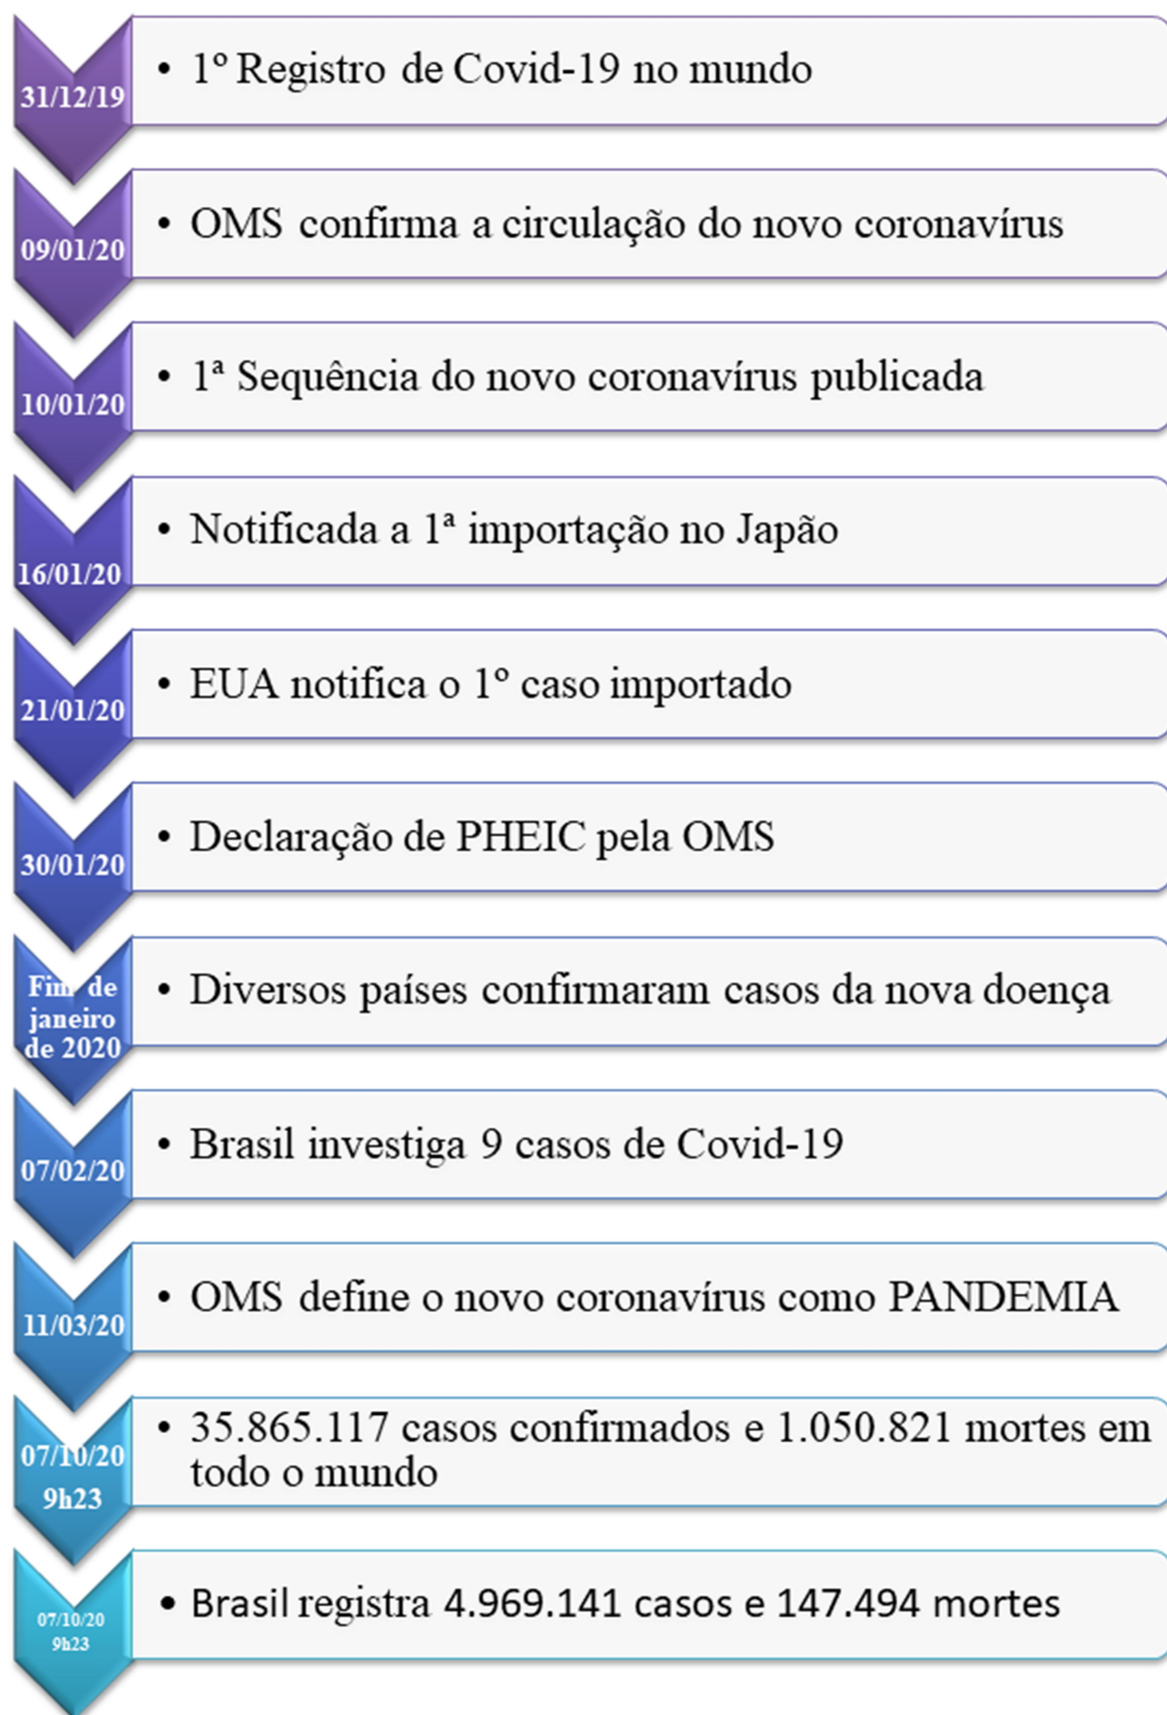 31/12/19
• 1º Registro de Covid-19 no mundo
09/01/20
• OMS confirma a circulação do novo coronavírus
10/01/20
• 1ª Sequência do novo coronavírus publicada
16/01/20
• Notificada a 1ª importação no Japão
21/01/20
• EUA notifica o 1º caso importado
30/01/20
• Declaração de PHEIC pela OMS
Fim de
janeiro
de 2020
• Diversos países confirmaram casos da nova doença
07/02/20
• Brasil investiga 9 casos de Covid-19
11/03/20
• OMS define o novo coronavírus como PANDEMIA
07/10/20
9h23
• 35.865.117 casos confirmados e 1.050.821 mortes em
todo o mundo
07/10/20
9h23
• Brasil registra 4.969.141 casos e 147.494 mortes